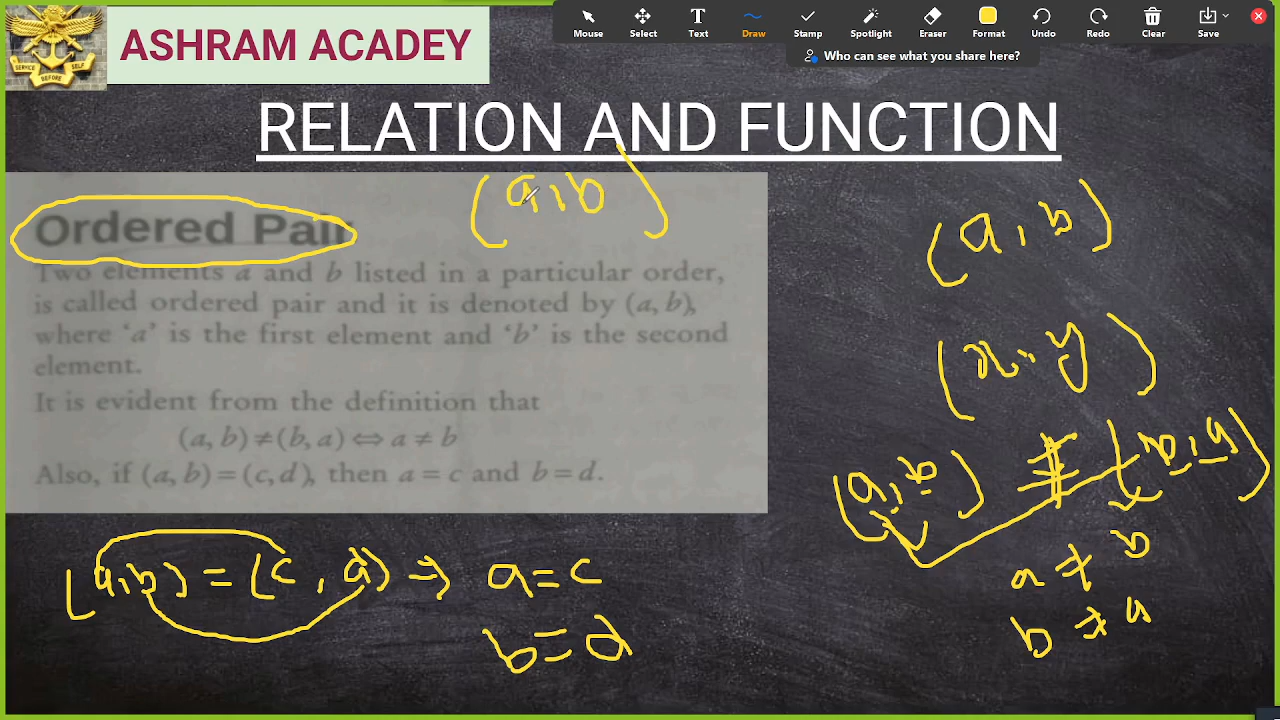 SERVICE BEFORE SELF
ASHRAM ACADEY
Mouse Select Text Draw Stamp Spotlight Eraser Format Undo Redo Clear Save
Who can see what you share here?
RELATION AND FUNCTION
(a,b)
Ordered Pair
Two elements a and b listed in a particular order,
is called ordered pair and it is denoted by (a, b),
where ‘a’ is the first element and ‘b’ is the second
element.
It is evident from the definition that
(a, b) ≠ (b, a) ⇔ a ≠ b
Also, if (a, b) = (c, d), then a = c and b = d.
(a, b)
(x, y)
(a, b) ≠ (b, a)
a ≠ b
b ≠ a
(a, b) = (c, d) ⇒ a = c
b = d